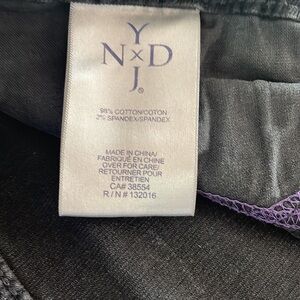 Y
N×D
J®
98% COTTON/COTON
2% SPANDEX/SPANDEX
MADE IN CHINA/
FABRIQUÉ EN CHINE
OVER FOR CARE/
RETOURNER POUR
ENTRETIEN
CA# 38554
R / N # 132016